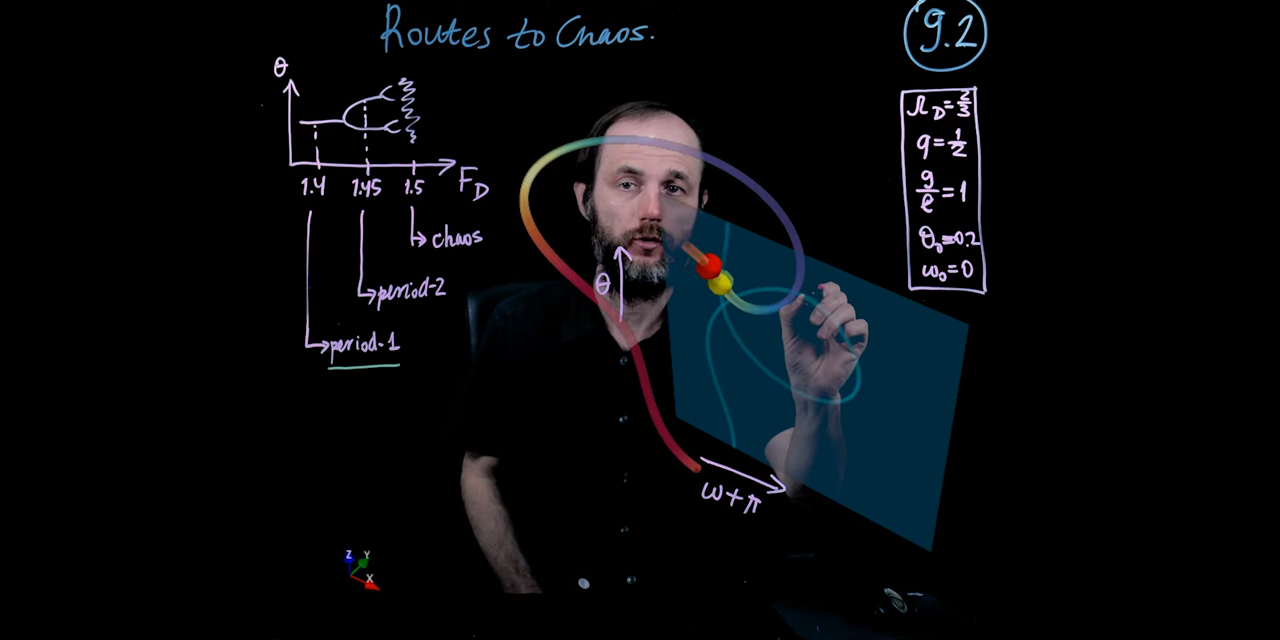 Routes to Chaos.
9.2
θ
1.4 1.45 1.5 F_D
chaos
period-2
period-1
Ω_D=2/3
q=1/2
g/ℓ=1
θ₀=0.2
ω₀=0
θ
ω+π
Z Y
X